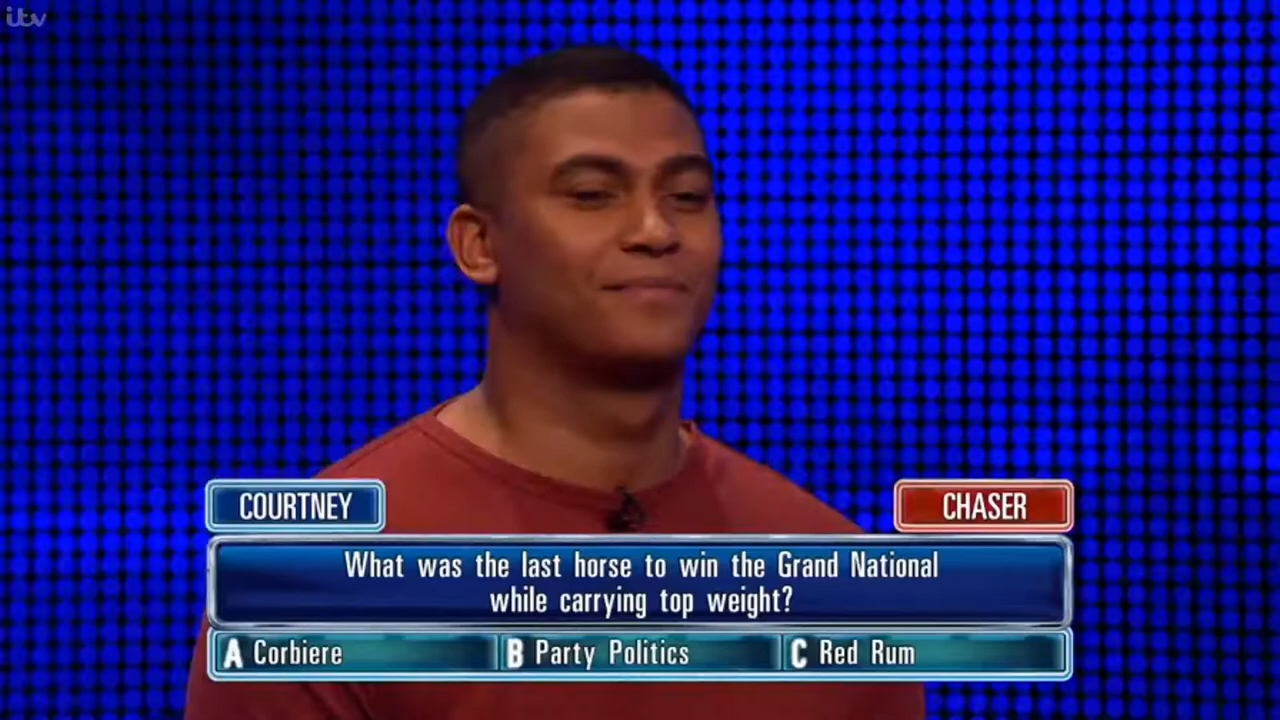 itv
COURTNEY
CHASER
What was the last horse to win the Grand National
while carrying top weight?
A Corbiere
B Party Politics
C Red Rum